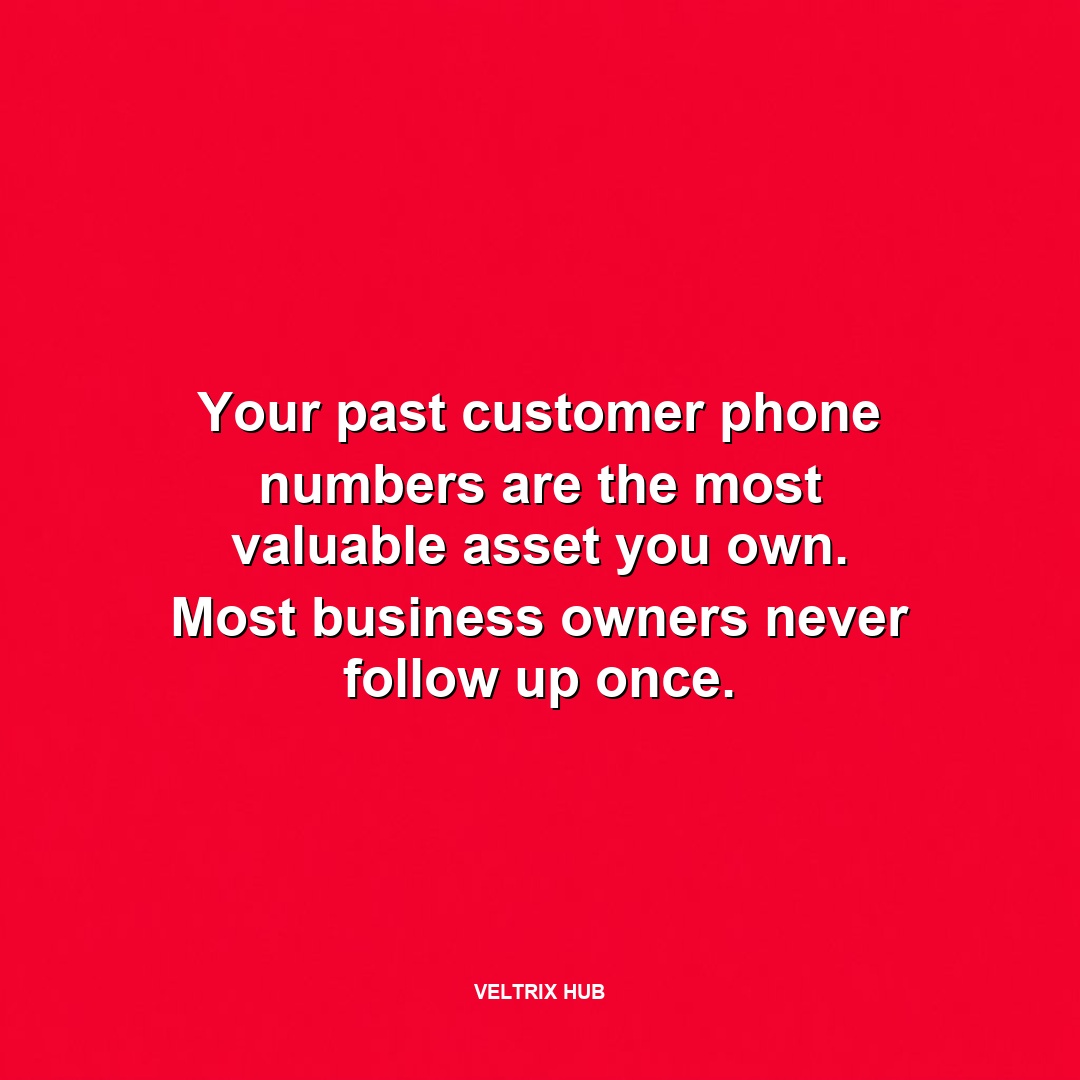 Your past customer phone
numbers are the most
valuable asset you own.
Most business owners never
follow up once.
VELTRIX HUB